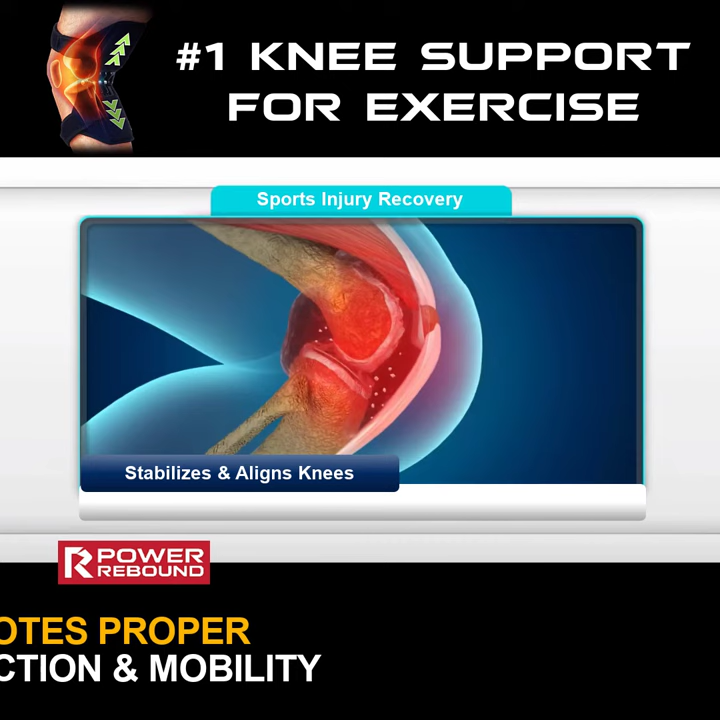 #1 KNEE SUPPORT
FOR EXERCISE
Sports Injury Recovery
Stabilizes & Aligns Knees
POWER
REBOUND
OTES PROPER
CTION & MOBILITY